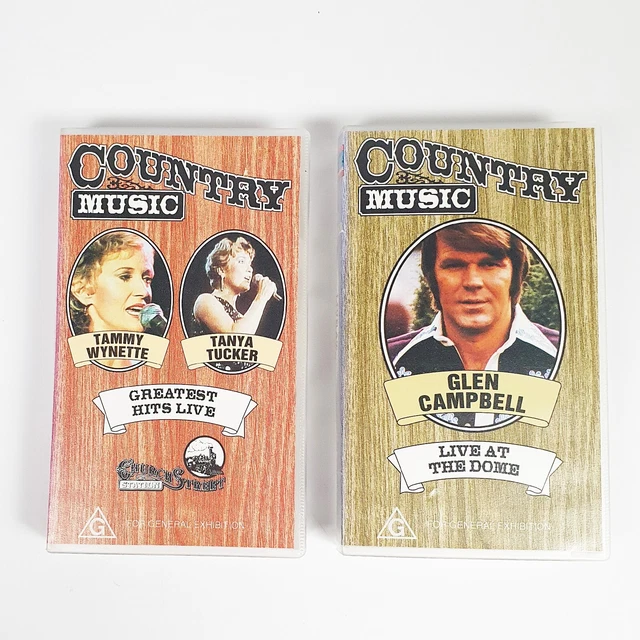 COUNTRY
MUSIC
TAMMY
WYNETTE
TANYA
TUCKER
GREATEST
HITS LIVE
CHURCH STREET
STATION
G
FOR GENERAL EXHIBITION
COUNTRY
MUSIC
GLEN
CAMPBELL
LIVE AT
THE DOME
G
FOR GENERAL EXHIBITION